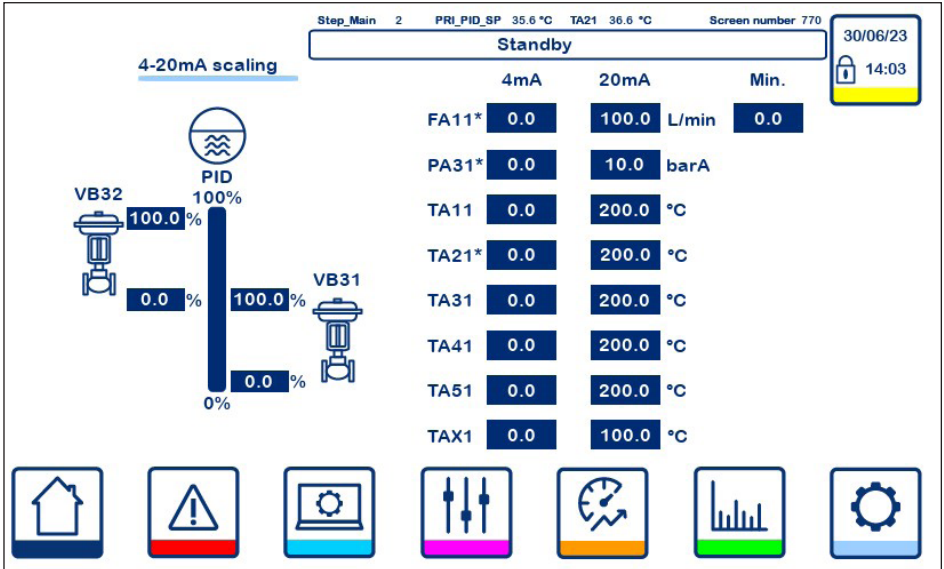 Step_Main 2 PRI_PID_SP 35.6 °C TA21 36.6 °C Screen number 770
Standby
30/06/23
14:03
4-20mA scaling
4mA 20mA Min.
FA11* 0.0 100.0 L/min 0.0
PA31* 0.0 10.0 barA
TA11 0.0 200.0 °C
TA21* 0.0 200.0 °C
TA31 0.0 200.0 °C
TA41 0.0 200.0 °C
TA51 0.0 200.0 °C
TAX1 0.0 100.0 °C
PID
100%
VB32
100.0 %
0.0 %
VB31
100.0 %
0.0 %
0%